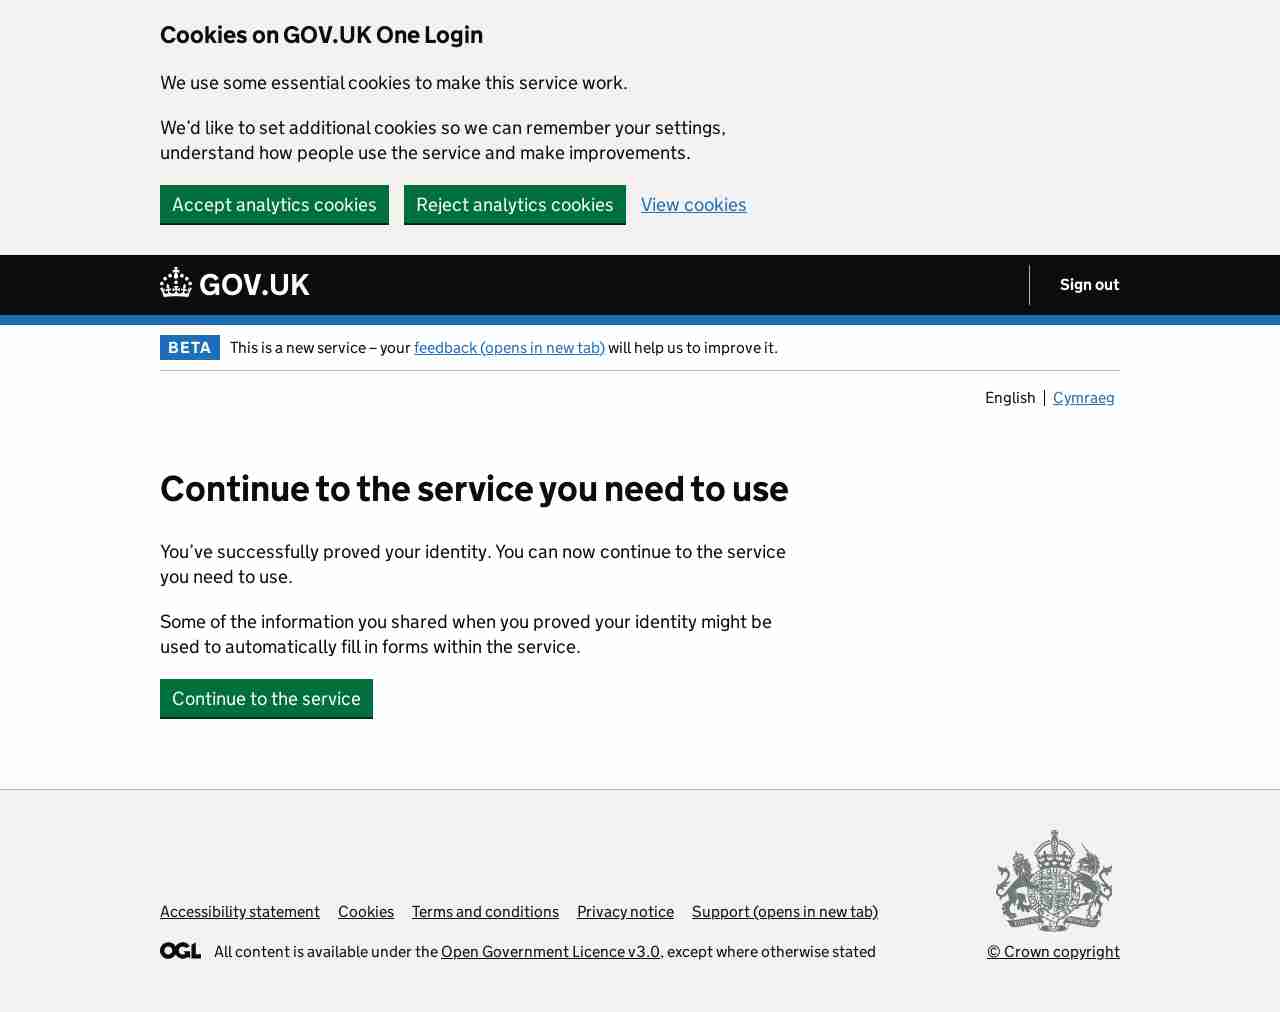 Cookies on GOV.UK One Login
We use some essential cookies to make this service work.
We’d like to set additional cookies so we can remember your settings,
understand how people use the service and make improvements.
Accept analytics cookies Reject analytics cookies View cookies
GOV.UK Sign out
BETA This is a new service – your feedback (opens in new tab) will help us to improve it.
English Cymraeg
Continue to the service you need to use
You’ve successfully proved your identity. You can now continue to the service
you need to use.
Some of the information you shared when you proved your identity might be
used to automatically fill in forms within the service.
Continue to the service
Accessibility statement Cookies Terms and conditions Privacy notice Support (opens in new tab)
OGL All content is available under the Open Government Licence v3.0, except where otherwise stated
© Crown copyright